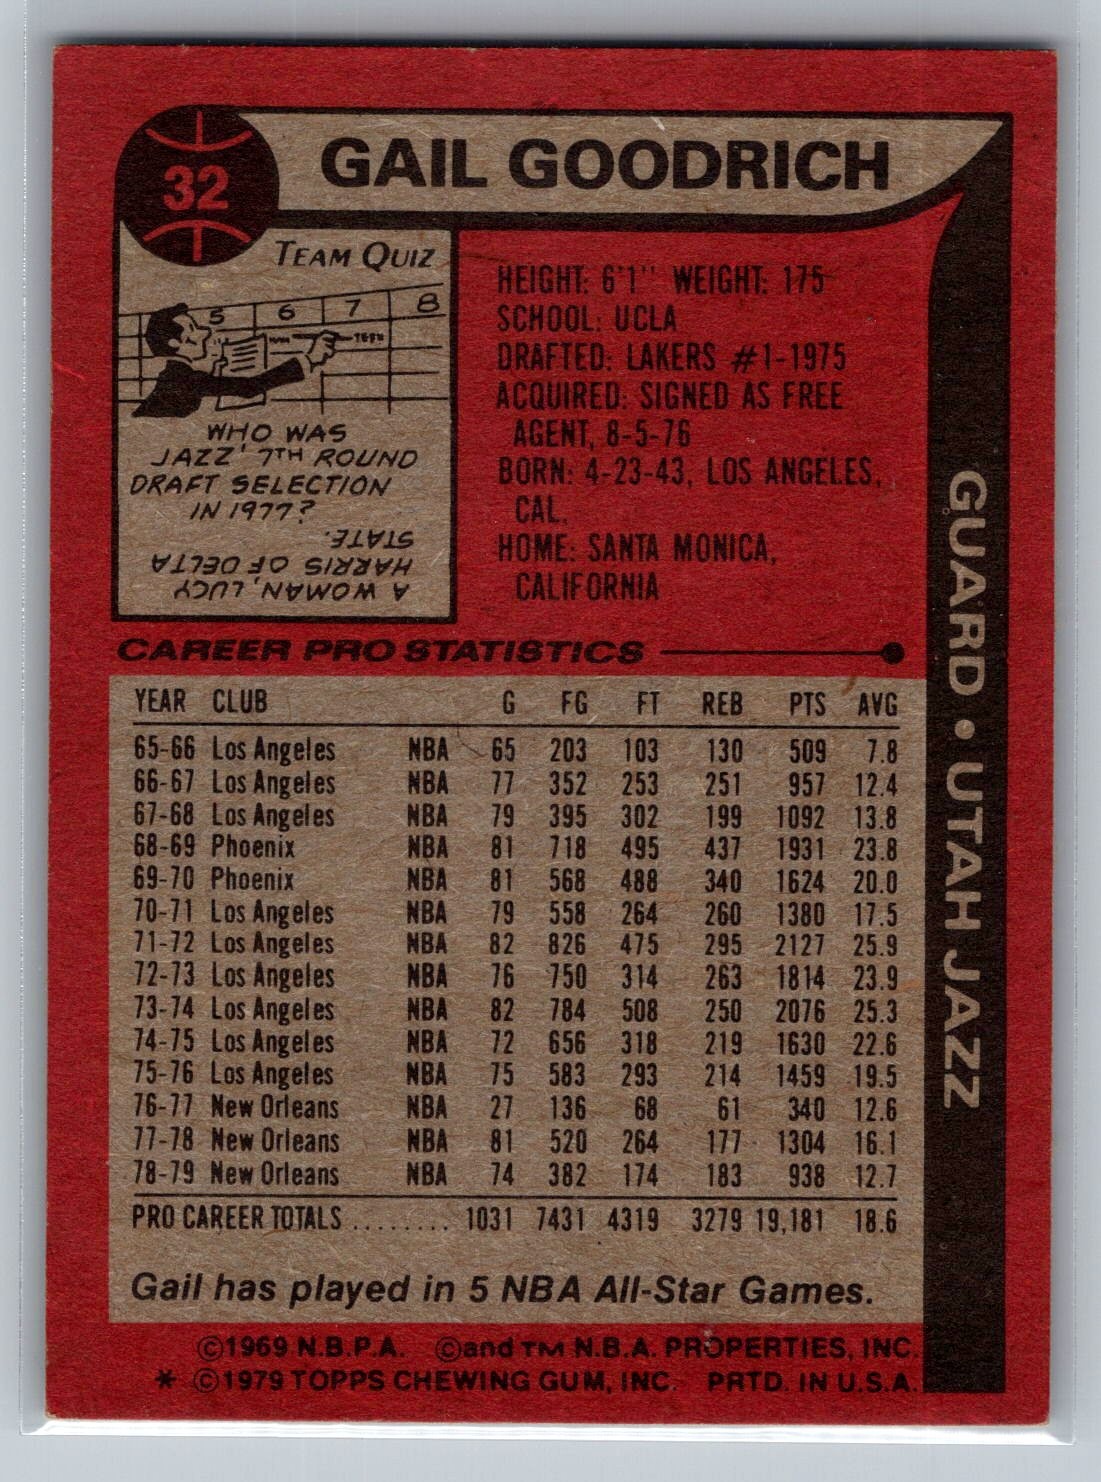 32
GAIL GOODRICH
TEAM QUIZ
5 6 7 8
WHO WAS
JAZZ' 7TH ROUND
DRAFT SELECTION
IN 1977?
A WOMAN, LUCY
HARRIS OF DELTA
STATE.
HEIGHT: 6'1" WEIGHT: 175
SCHOOL: UCLA
DRAFTED: LAKERS #1-1975
ACQUIRED: SIGNED AS FREE
AGENT, 8-5-76
BORN: 4-23-43, LOS ANGELES,
CAL.
HOME: SANTA MONICA,
CALIFORNIA
GUARD • UTAH JAZZ
CAREER PRO STATISTICS
YEAR CLUB G FG FT REB PTS AVG
65-66 Los Angeles NBA 65 203 103 130 509 7.8
66-67 Los Angeles NBA 77 352 253 251 957 12.4
67-68 Los Angeles NBA 79 395 302 199 1092 13.8
68-69 Phoenix NBA 81 718 495 437 1931 23.8
69-70 Phoenix NBA 81 568 488 340 1624 20.0
70-71 Los Angeles NBA 79 558 264 260 1380 17.5
71-72 Los Angeles NBA 82 826 475 295 2127 25.9
72-73 Los Angeles NBA 76 750 314 263 1814 23.9
73-74 Los Angeles NBA 82 784 508 250 2076 25.3
74-75 Los Angeles NBA 72 656 318 219 1630 22.6
75-76 Los Angeles NBA 75 583 293 214 1459 19.5
76-77 New Orleans NBA 27 136 68 61 340 12.6
77-78 New Orleans NBA 81 520 264 177 1304 16.1
78-79 New Orleans NBA 74 382 174 183 938 12.7
PRO CAREER TOTALS ........ 1031 7431 4319 3279 19,181 18.6
Gail has played in 5 NBA All-Star Games.
©1969 N.B.P.A. ©and TM N.B.A. PROPERTIES, INC.
* ©1979 TOPPS CHEWING GUM, INC. PRTD. IN U.S.A.